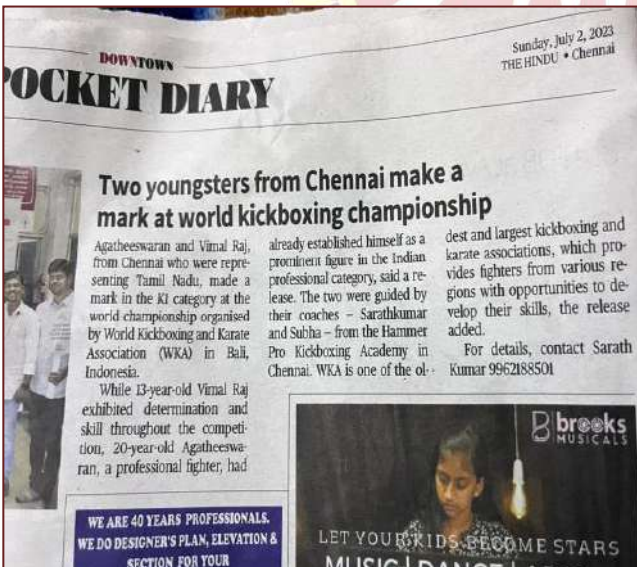 DOWNTOWN
POCKET DIARY
Sunday, July 2, 2023
THE HINDU • Chennai
Two youngsters from Chennai make a
mark at world kickboxing championship
Agatheeswaran and Vimal Raj,
from Chennai who were repre-
senting Tamil Nadu, made a
mark in the K1 category at the
world championship organised
by World Kickboxing and Karate
Association (WKA) in Bali,
Indonesia.
While 13-year-old Vimal Raj
exhibited determination and
skill throughout the competi-
tion, 20-year-old Agatheeswa-
ran, a professional fighter, had
already established himself as a
prominent figure in the Indian
professional category, said a re-
lease. The two were guided by
their coaches – Sarathkumar
and Subha – from the Hammer
Pro Kickboxing Academy in
Chennai. WKA is one of the ol-
dest and largest kickboxing and
karate associations, which pro-
vides fighters from various re-
gions with opportunities to de-
velop their skills, the release
added.
For details, contact Sarath
Kumar 9962188501
WE ARE 40 YEARS PROFESSIONALS.
WE DO DESIGNER'S PLAN, ELEVATION &
SECTION FOR YOUR
brooks
MUSICALS
LET YOUR KIDS BECOME STARS
MUSIC | DANCE |